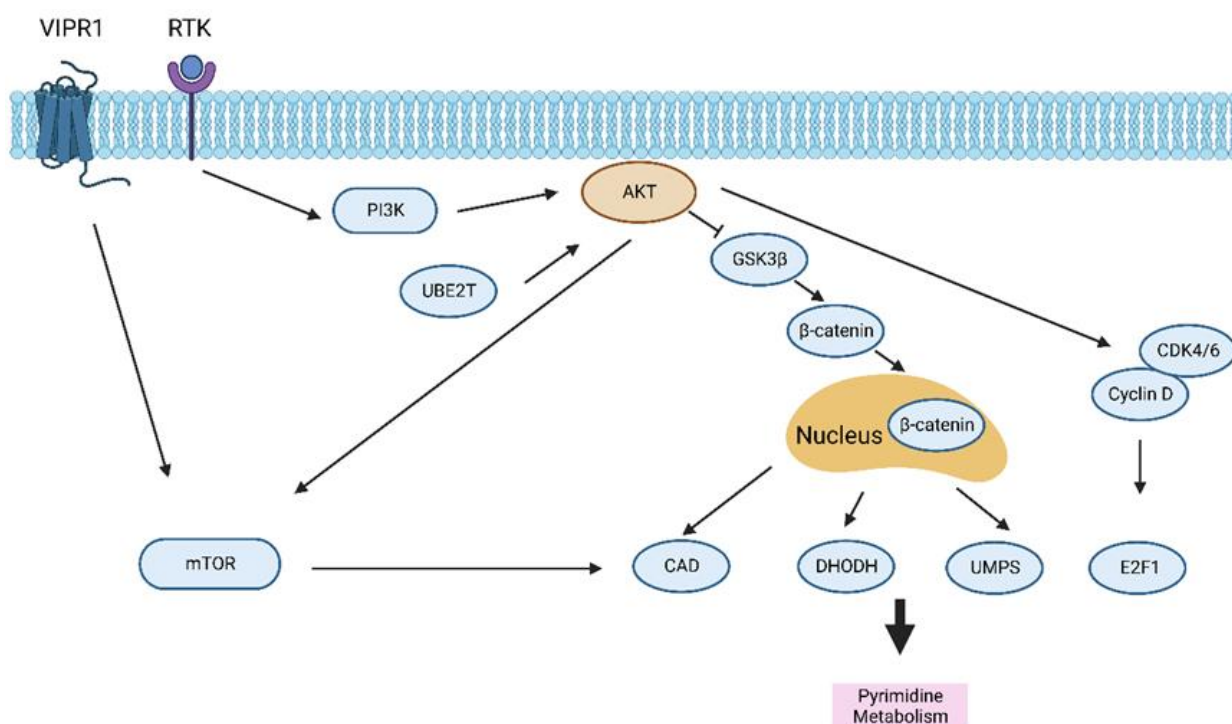 VIPR1
RTK
PI3K
AKT
UBE2T
GSK3β
β-catenin
CDK4/6
Cyclin D
Nucleus
β-catenin
mTOR
CAD
DHODH
UMPS
E2F1
Pyrimidine
Metabolism